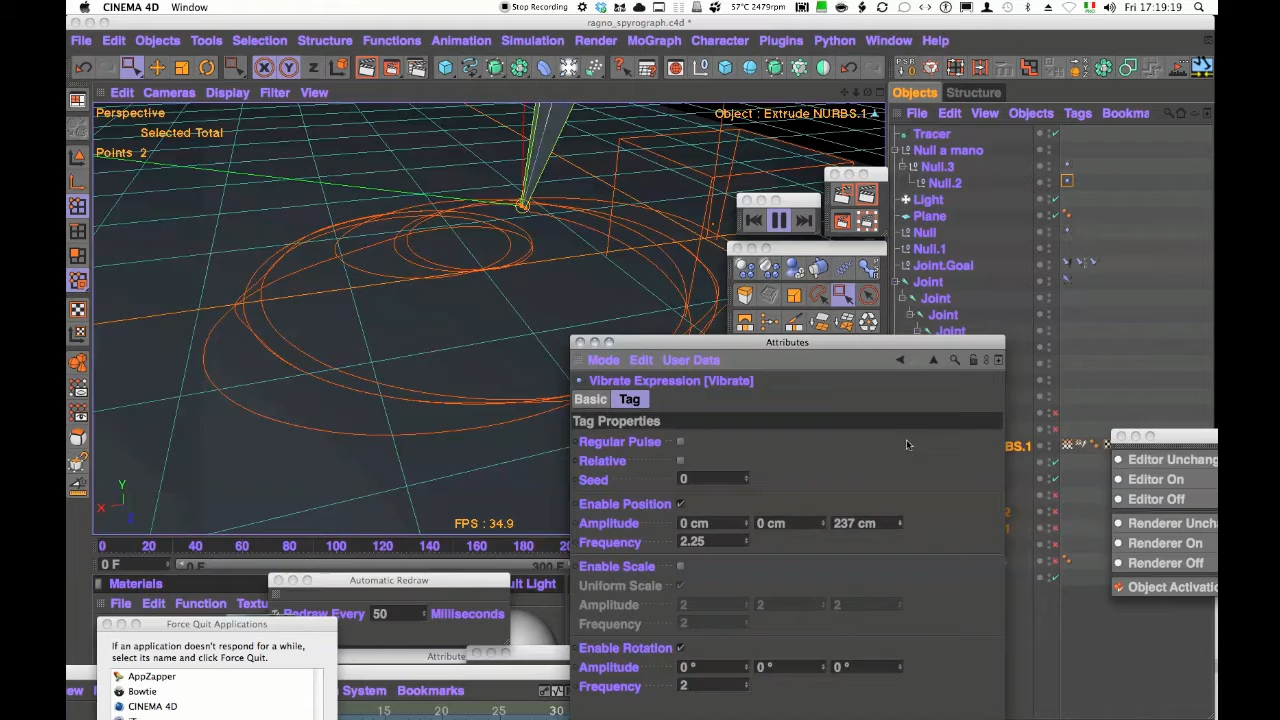 CINEMA 4D Window
Stop Recording
57°C 2479rpm
Fri 17:19:19
ragno_spyrograph.c4d *
File Edit Objects Tools Selection Structure Functions Animation Simulation Render MoGraph Character Plugins Python Window Help
Edit Cameras Display Filter View
Objects Structure
File Edit View Objects Tags Bookma
Perspective
Object : Extrude NURBS.1
Selected Total
Points 2
Tracer
Null a mano
Null.3
Null.2
Light
Plane
Null
Null.1
Joint.Goal
Joint
Joint
Joint
Joint
BS.1
Attributes
Mode Edit User Data
Vibrate Expression [Vibrate]
Basic Tag
Tag Properties
Regular Pulse
Relative
Seed 0
Enable Position
Amplitude 0 cm 0 cm 237 cm
Frequency 2.25
Enable Scale
Uniform Scale
Amplitude 2 2 2
Frequency 2
Enable Rotation
Amplitude 0 ° 0 ° 0 °
Frequency 2
Editor Unchang
Editor On
Editor Off
Renderer Uncha
Renderer On
Renderer Off
Object Activatio
Y
X
FPS : 34.9
0 20 40 60 80 100 120 140 160 180
0 F
Materials
File Edit Function
Automatic Redraw
Redraw Every 50 Milliseconds
ult Light
Force Quit Applications
If an application doesn't respond for a while,
select its name and click Force Quit.
AppZapper
Bowtie
CINEMA 4D
Bookmarks
15 20 25 30